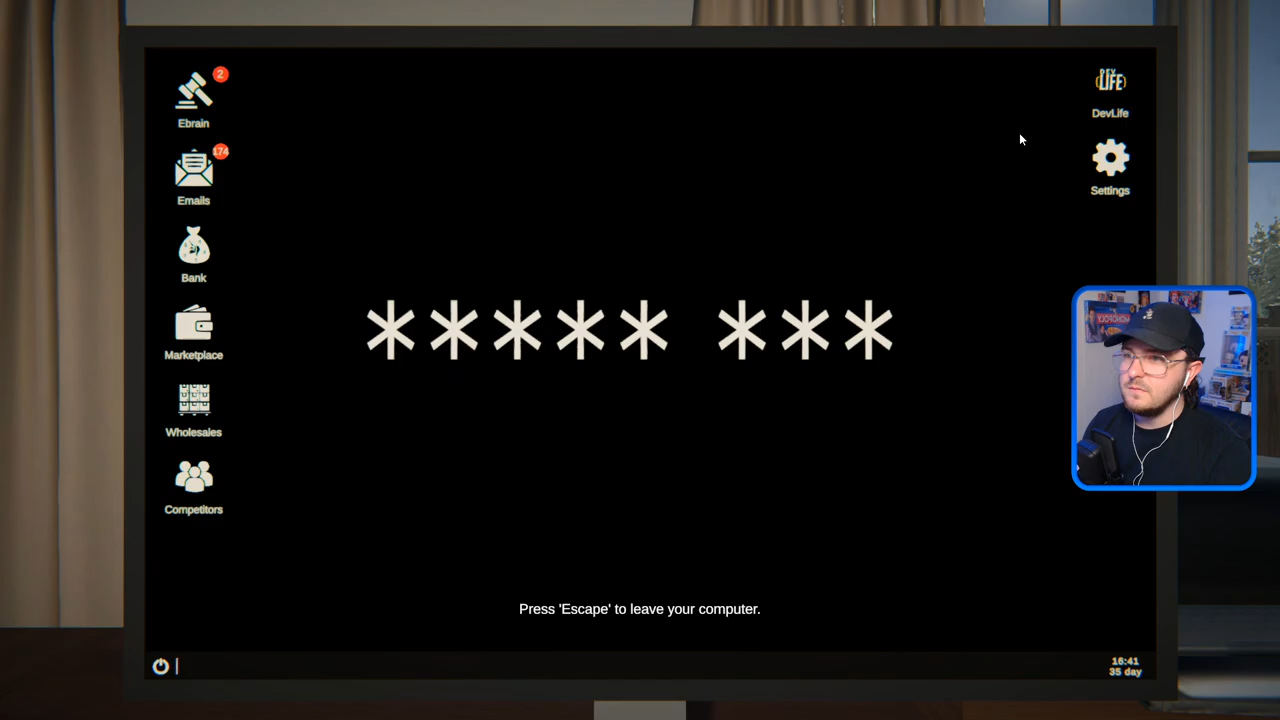 2
Ebrain
174
Emails
Bank
Marketplace
Wholesales
Competitors
DEV
LIFE
DevLife
Settings
***** ***
MONOPOLY
Press 'Escape' to leave your computer.
16:41
35 day